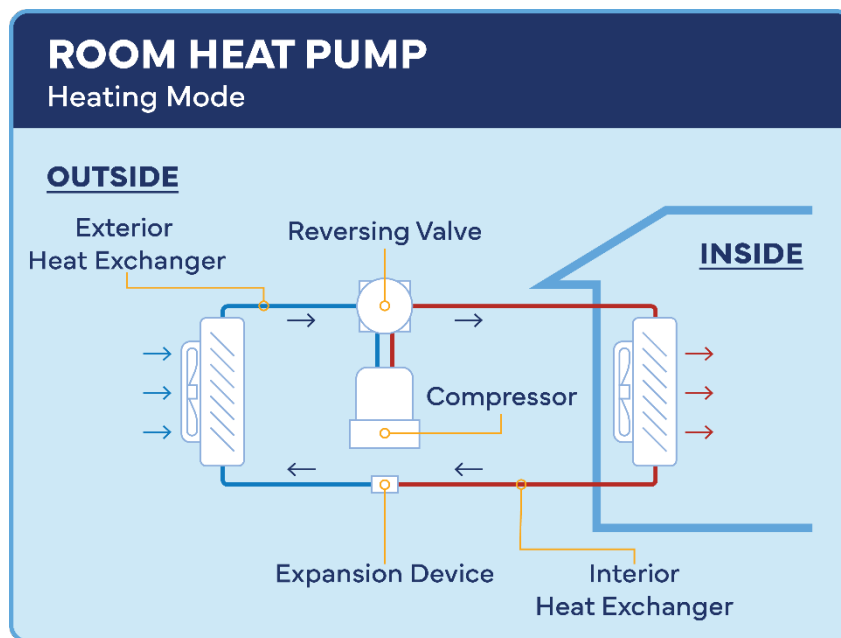 ROOM HEAT PUMP
Heating Mode
OUTSIDE
Exterior
Heat Exchanger
Reversing Valve
INSIDE
Compressor
Expansion Device
Interior
Heat Exchanger